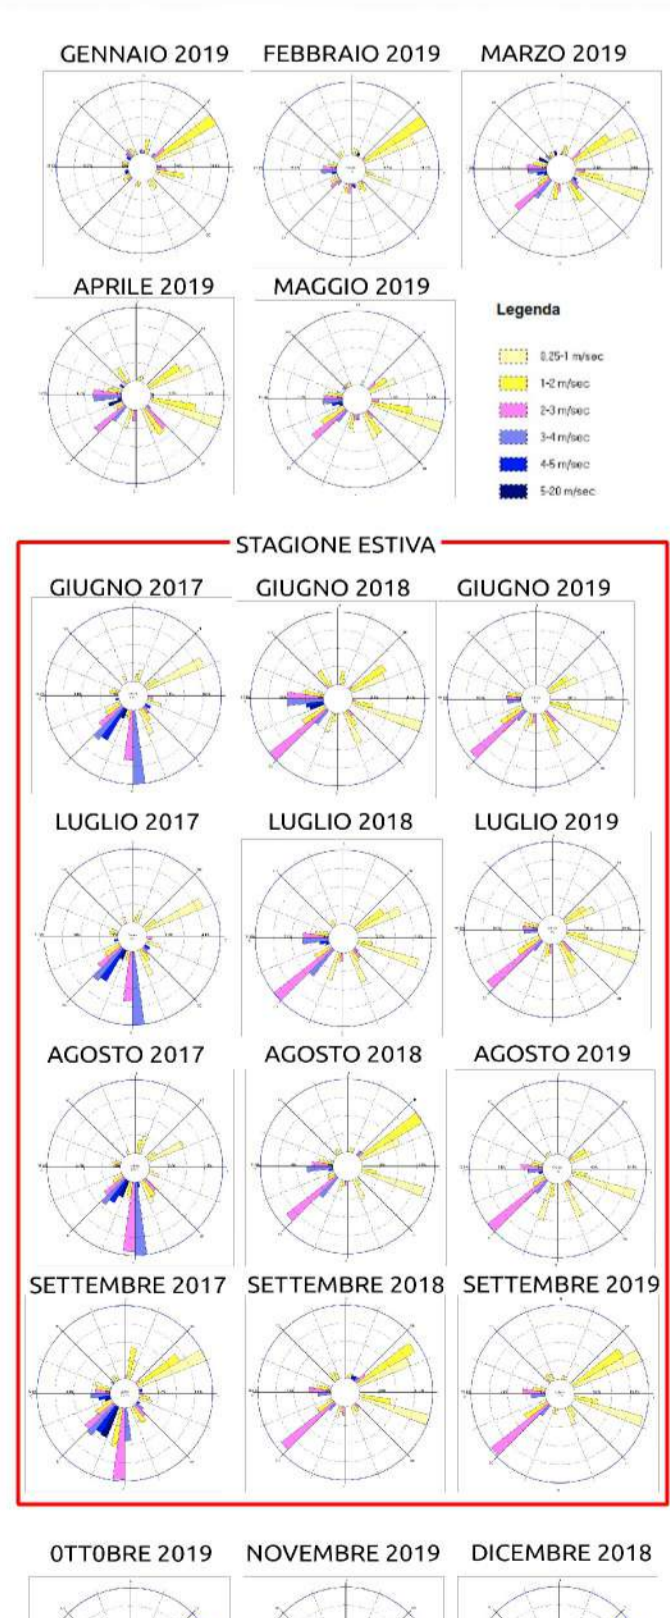 GENNAIO 2019 FEBBRAIO 2019 MARZO 2019
APRILE 2019 MAGGIO 2019
Legenda
0.25-1 m/sec
1-2 m/sec
2-3 m/sec
3-4 m/sec
4-5 m/sec
5-20 m/sec
STAGIONE ESTIVA
GIUGNO 2017 GIUGNO 2018 GIUGNO 2019
LUGLIO 2017 LUGLIO 2018 LUGLIO 2019
AGOSTO 2017 AGOSTO 2018 AGOSTO 2019
SETTEMBRE 2017 SETTEMBRE 2018 SETTEMBRE 2019
0TT0BRE 2019 NOVEMBRE 2019 DICEMBRE 2018